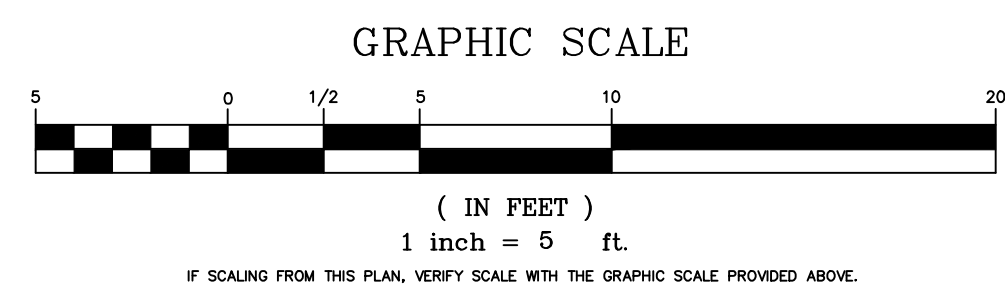 GRAPHIC SCALE
5 0 1/2 5 10 20
( IN FEET )
1 inch = 5 ft.
IF SCALING FROM THIS PLAN, VERIFY SCALE WITH THE GRAPHIC SCALE PROVIDED ABOVE.